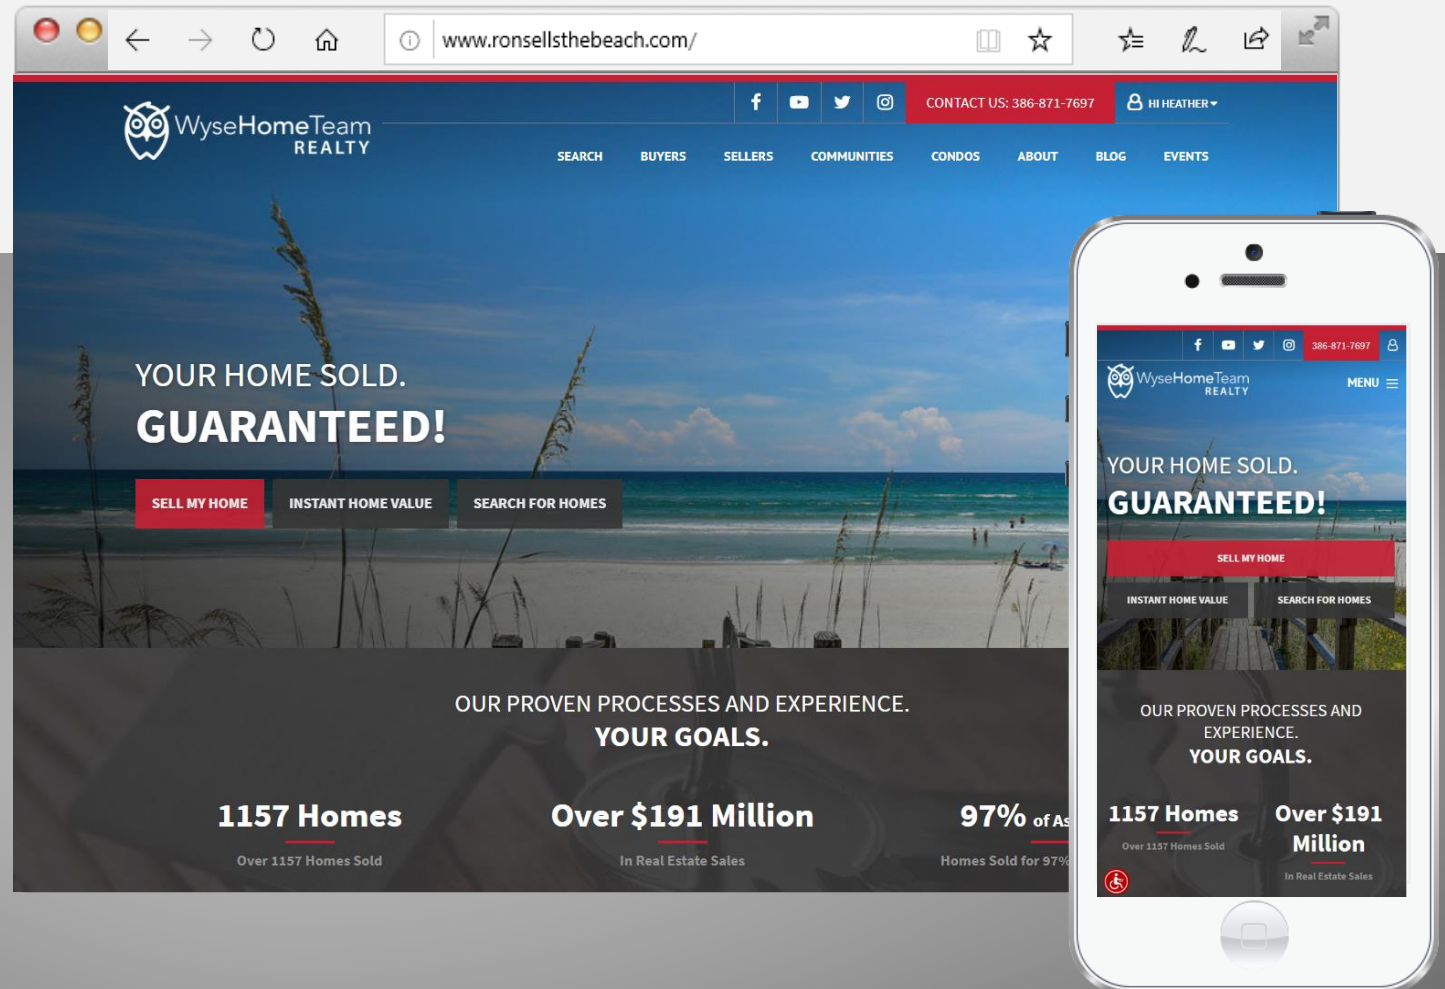 www.ronsellsthebeach.com/
CONTACT US: 386-871-7697
HI HEATHER
WyseHomeTeam
REALTY
SEARCH BUYERS SELLERS COMMUNITIES CONDOS ABOUT BLOG EVENTS
YOUR HOME SOLD.
GUARANTEED!
SELL MY HOME INSTANT HOME VALUE SEARCH FOR HOMES
OUR PROVEN PROCESSES AND EXPERIENCE.
YOUR GOALS.
1157 Homes Over $191 Million 97% of As
Over 1157 Homes Sold In Real Estate Sales Homes Sold for 97%
386-871-7697
WyseHomeTeam
REALTY
MENU
YOUR HOME SOLD.
GUARANTEED!
SELL MY HOME
INSTANT HOME VALUE SEARCH FOR HOMES
OUR PROVEN PROCESSES AND
EXPERIENCE.
YOUR GOALS.
1157 Homes
Over 1157 Homes Sold
Over $191
Million
In Real Estate Sales